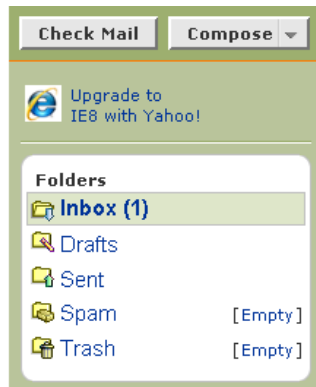 Check Mail Compose
Upgrade to
IE8 with Yahoo!
Folders
Inbox (1)
Drafts
Sent
Spam [Empty]
Trash [Empty]